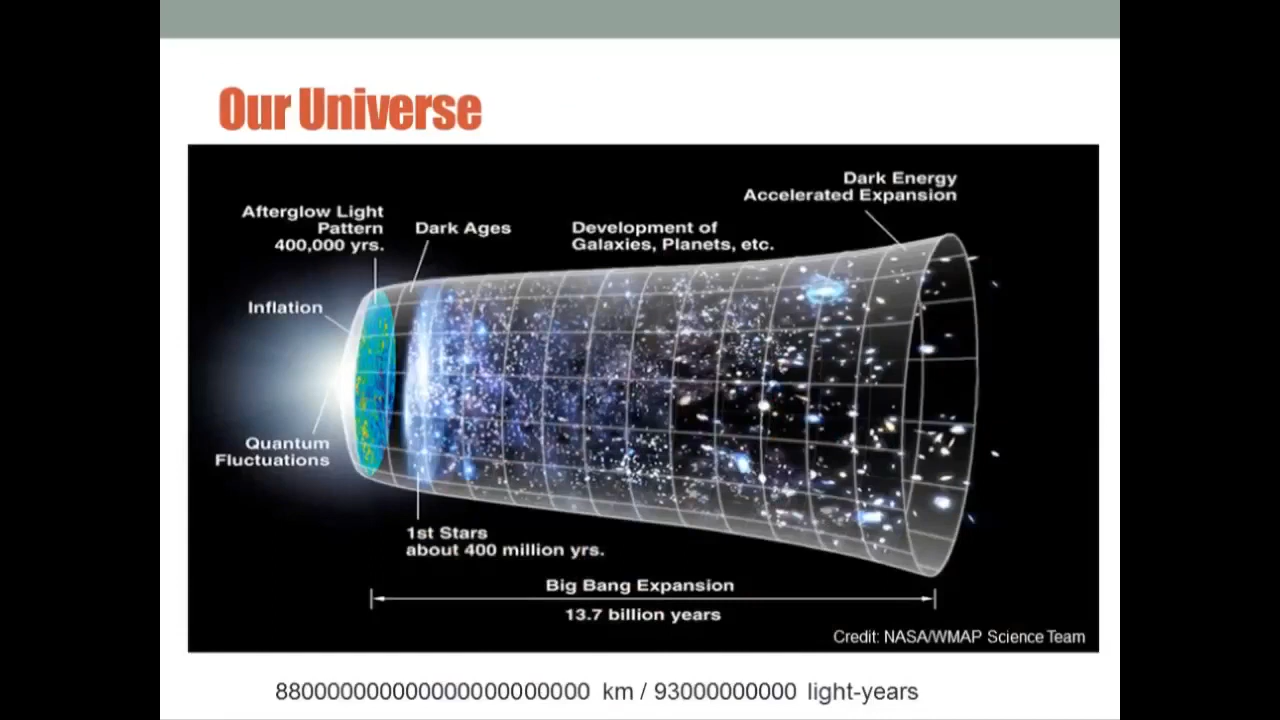 Our Universe
Dark Energy
Accelerated Expansion
Afterglow Light
Pattern
400,000 yrs.
Dark Ages
Development of
Galaxies, Planets, etc.
Inflation
Quantum
Fluctuations
1st Stars
about 400 million yrs.
Big Bang Expansion
13.7 billion years
Credit: NASA/WMAP Science Team
880000000000000000000000 km / 93000000000 light-years